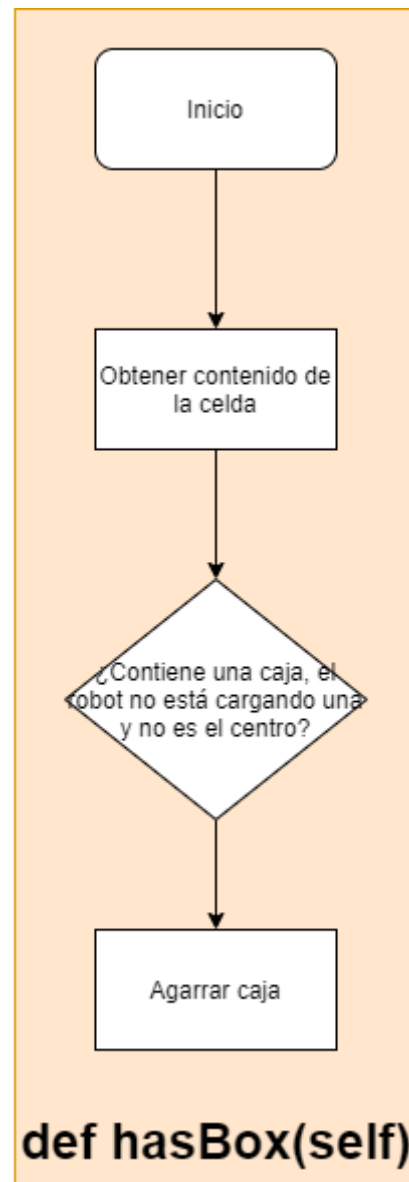 Inicio
Obtener contenido de
la celda
¿Contiene una caja, el
robot no está cargando una
y no es el centro?
Agarrar caja
def hasBox(self)